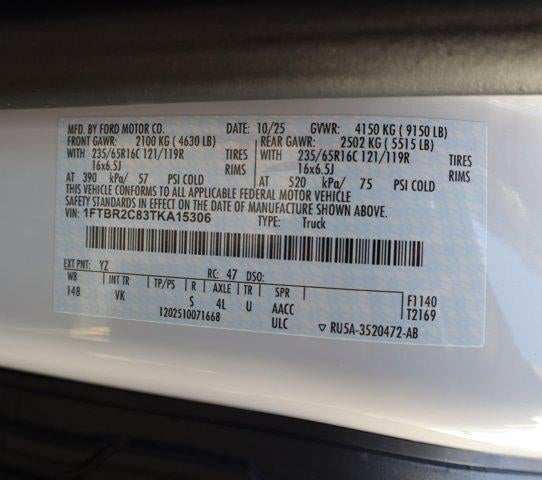 MFD. BY FORD MOTOR CO. DATE: 10/25 GVWR: 4150 KG ( 9150 LB)
FRONT GAWR: 2100 KG ( 4630 LB) REAR GAWR: 2502 KG ( 5515 LB)
WITH 235/65R16C 121/119R TIRES WITH 235/65R16C 121/119R TIRES
16x6.5J RIMS 16x6.5J RIMS
AT 390 kPa/ 57 PSI COLD AT 520 kPa/ 75 PSI COLD
THIS VEHICLE CONFORMS TO ALL APPLICABLE FEDERAL MOTOR VEHICLE
SAFETY STANDARDS IN EFFECT ON THE DATE OF MANUFACTURE SHOWN ABOVE.
VIN: 1FTBR2C83TKA15306 TYPE: Truck
EXT PNT: YZ RC: 47 DSO:
WB INT TR TP/PS R AXLE TR SPR F1140
148 VK S 4L U AACC T2169
1202510071668 ULC ▽ RU5A-3520472-AB